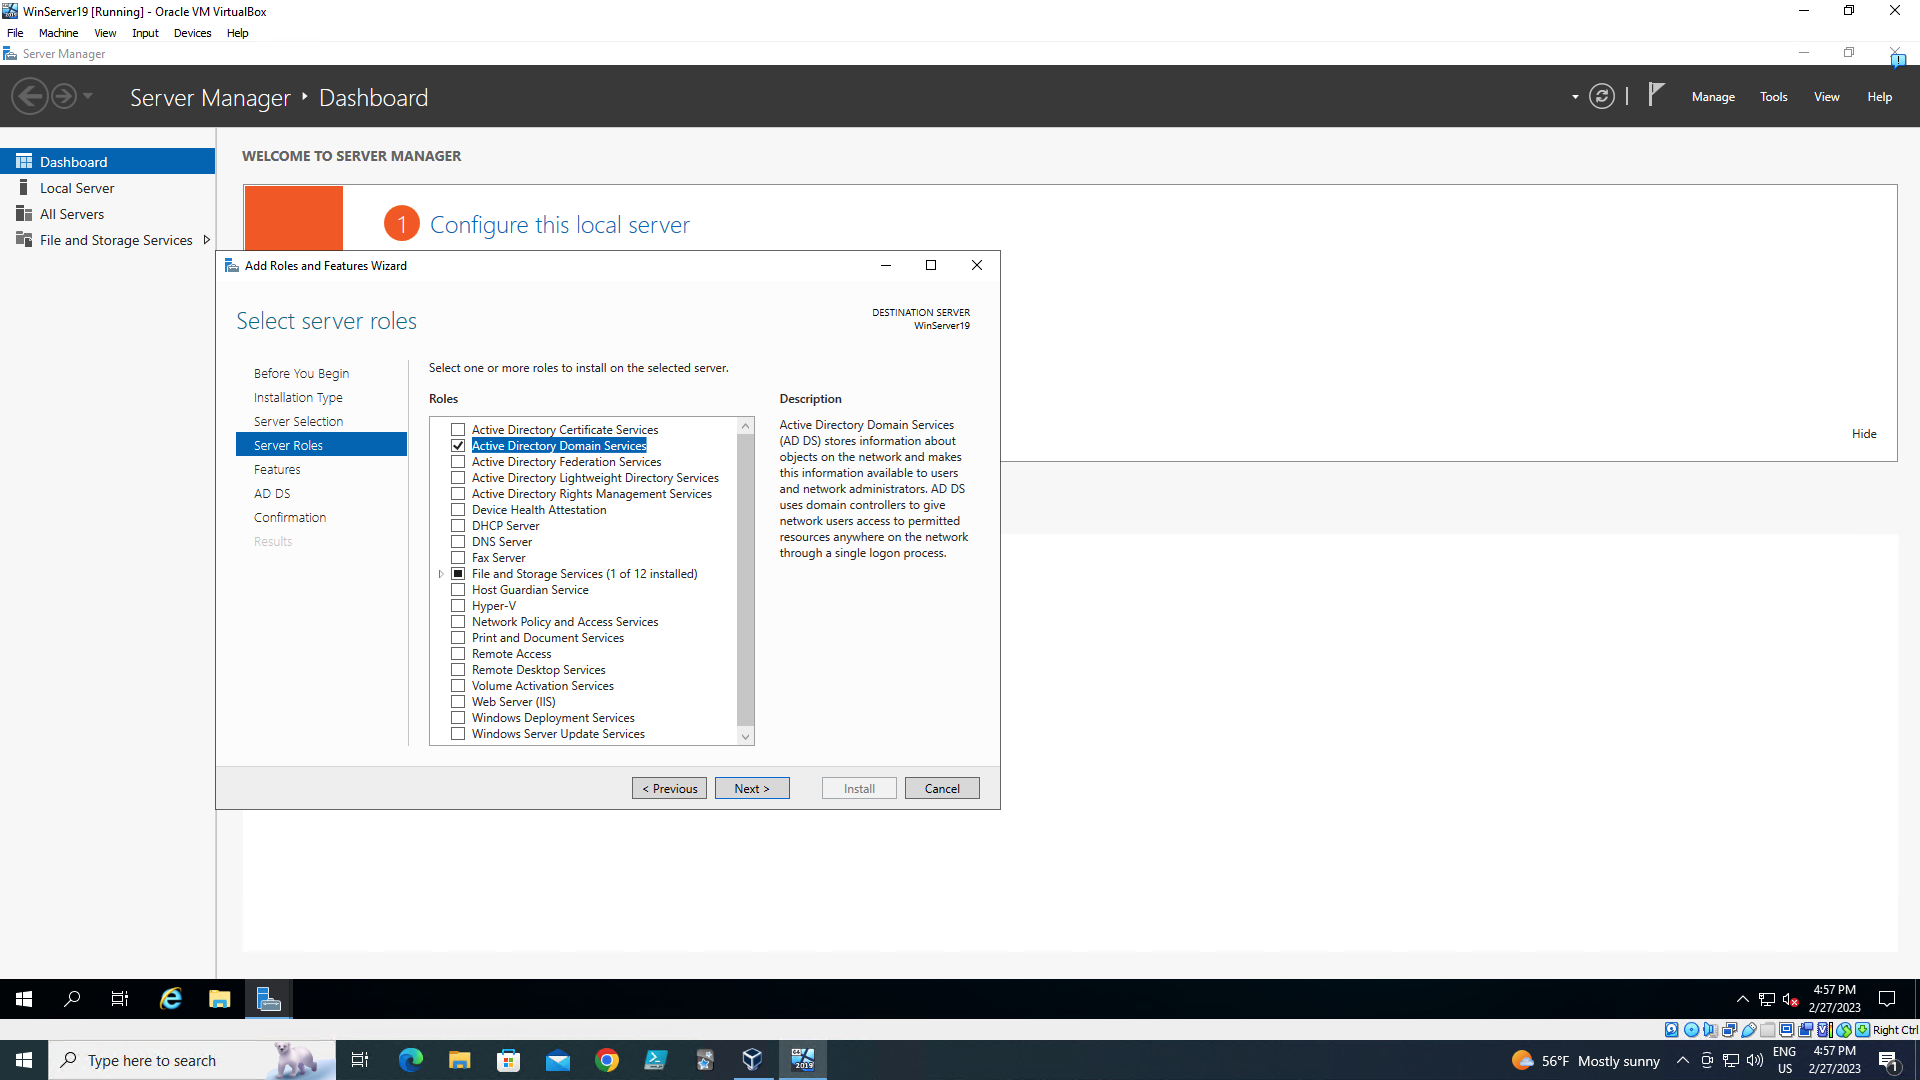 WinServer19 [Running] - Oracle VM VirtualBox
File Machine View Input Devices Help
Server Manager
Server Manager ‣ Dashboard
Manage Tools View Help
Dashboard
Local Server
All Servers
File and Storage Services
WELCOME TO SERVER MANAGER
1 Configure this local server
Hide
Add Roles and Features Wizard
Select server roles
DESTINATION SERVER
WinServer19
Before You Begin
Installation Type
Server Selection
Server Roles
Features
AD DS
Confirmation
Results
Select one or more roles to install on the selected server.
Roles
Active Directory Certificate Services
Active Directory Domain Services
Active Directory Federation Services
Active Directory Lightweight Directory Services
Active Directory Rights Management Services
Device Health Attestation
DHCP Server
DNS Server
Fax Server
File and Storage Services (1 of 12 installed)
Host Guardian Service
Hyper-V
Network Policy and Access Services
Print and Document Services
Remote Access
Remote Desktop Services
Volume Activation Services
Web Server (IIS)
Windows Deployment Services
Windows Server Update Services
Description
Active Directory Domain Services
(AD DS) stores information about
objects on the network and makes
this information available to users
and network administrators. AD DS
uses domain controllers to give
network users access to permitted
resources anywhere on the network
through a single logon process.
< Previous
Next >
Install
Cancel
4:57 PM
2/27/2023
Right Ctrl
Type here to search
2019
56°F Mostly sunny
ENG
US
4:57 PM
2/27/2023
1